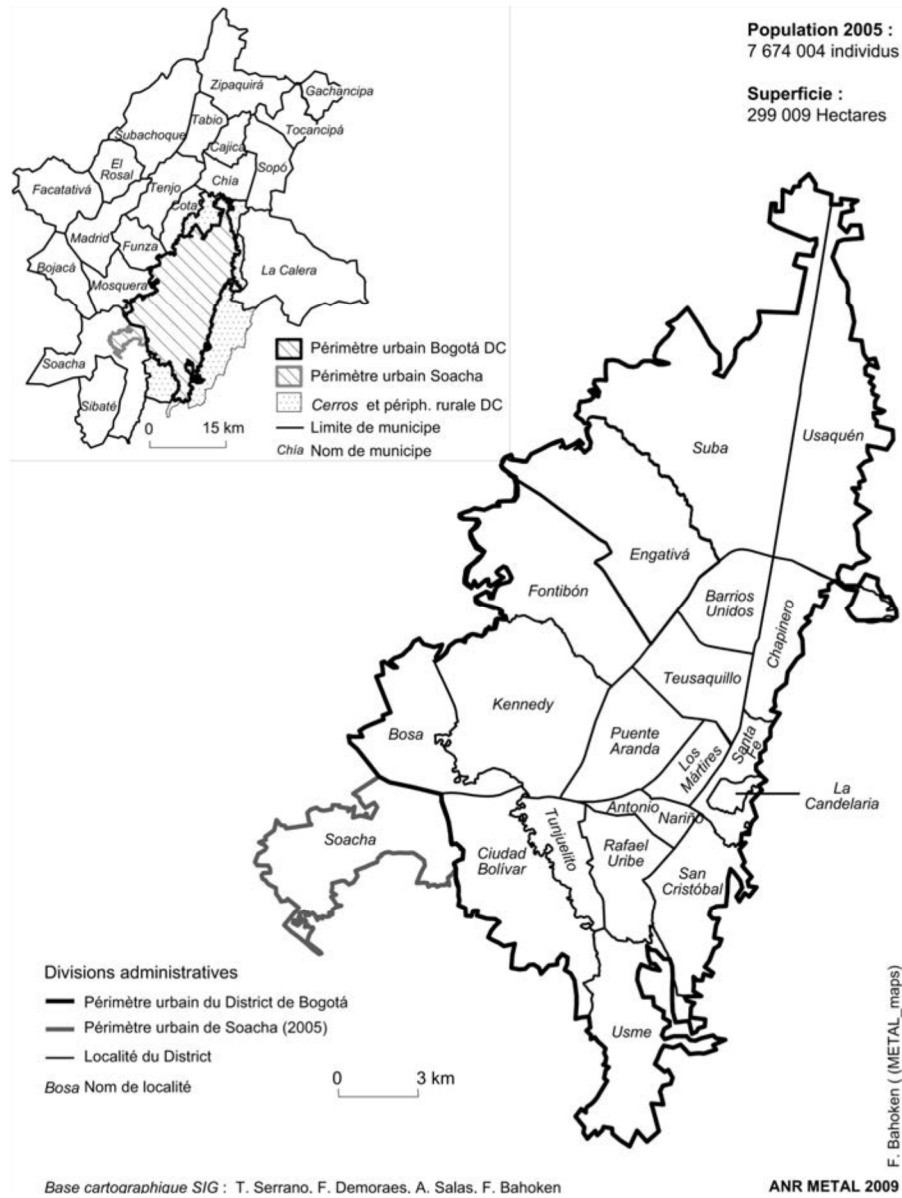 Population 2005 :
7 674 004 individus
Superficie :
299 009 Hectares
Zipaquirá
Gachancipa
Tabio
Subachoque
Tocancipá
Cajica
El
Rosal
Sopó
Chía
Tenjo
Facatativá
Cota
Madrid
Funza
Bojacá
La Calera
Mosquera
Soacha
Sibaté
Périmètre urbain Bogotá DC
Périmètre urbain Soacha
Cerros et périph. rurale DC
Limite de municipe
Chía Nom de municipe
0 15 km
Suba
Usaquén
Engativá
Fontibón
Barrios
Unidos
Chapinero
Teusaquillo
Kennedy
Bosa
Puente
Aranda
Los
Mártires
Santa
Fe
La
Candelaria
Antonio
Nariño
Tunjuelito
Soacha
Ciudad
Bolívar
Rafael
Uribe
San
Cristóbal
Usme
Divisions administratives
Périmètre urbain du District de Bogotá
Périmètre urbain de Soacha (2005)
Localité du District
Bosa Nom de localité
0 3 km
F. Bahoken ( (METAL_maps)
Base cartographique SIG : T. Serrano, F. Demoraes, A. Salas, F. Bahoken
ANR METAL 2009